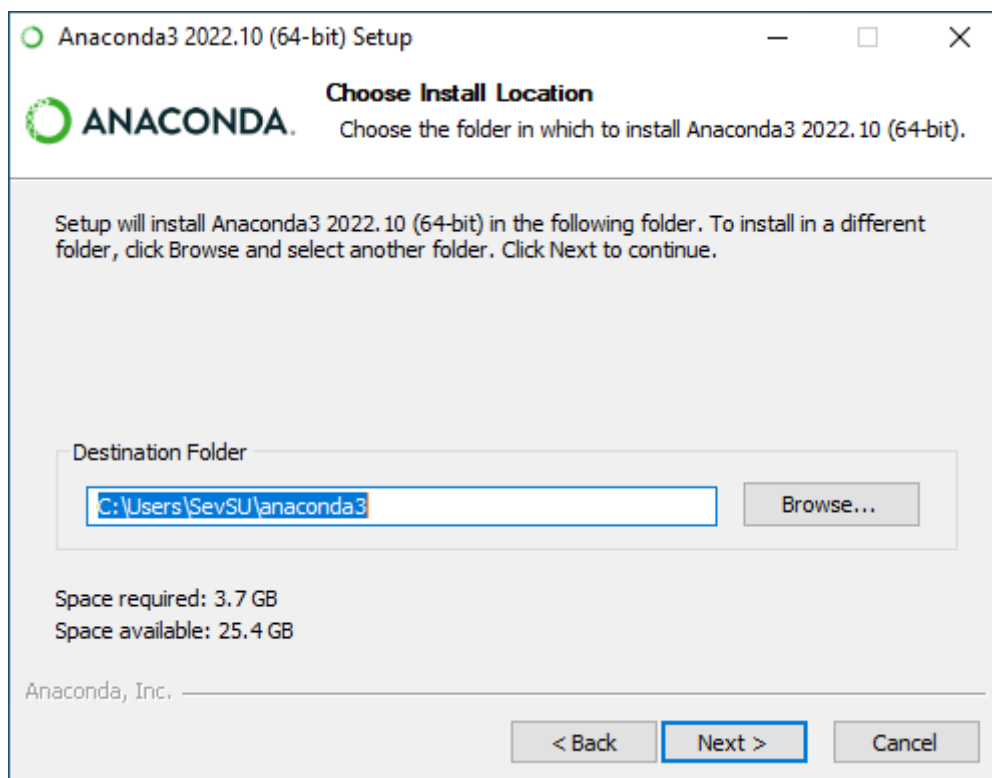 Anaconda3 2022.10 (64-bit) Setup
ANACONDA.
Choose Install Location
Choose the folder in which to install Anaconda3 2022.10 (64-bit).
Setup will install Anaconda3 2022.10 (64-bit) in the following folder. To install in a different
folder, click Browse and select another folder. Click Next to continue.
Destination Folder
C:\Users\SevSU\anaconda3
Browse...
Space required: 3.7 GB
Space available: 25.4 GB
Anaconda, Inc.
< Back
Next >
Cancel